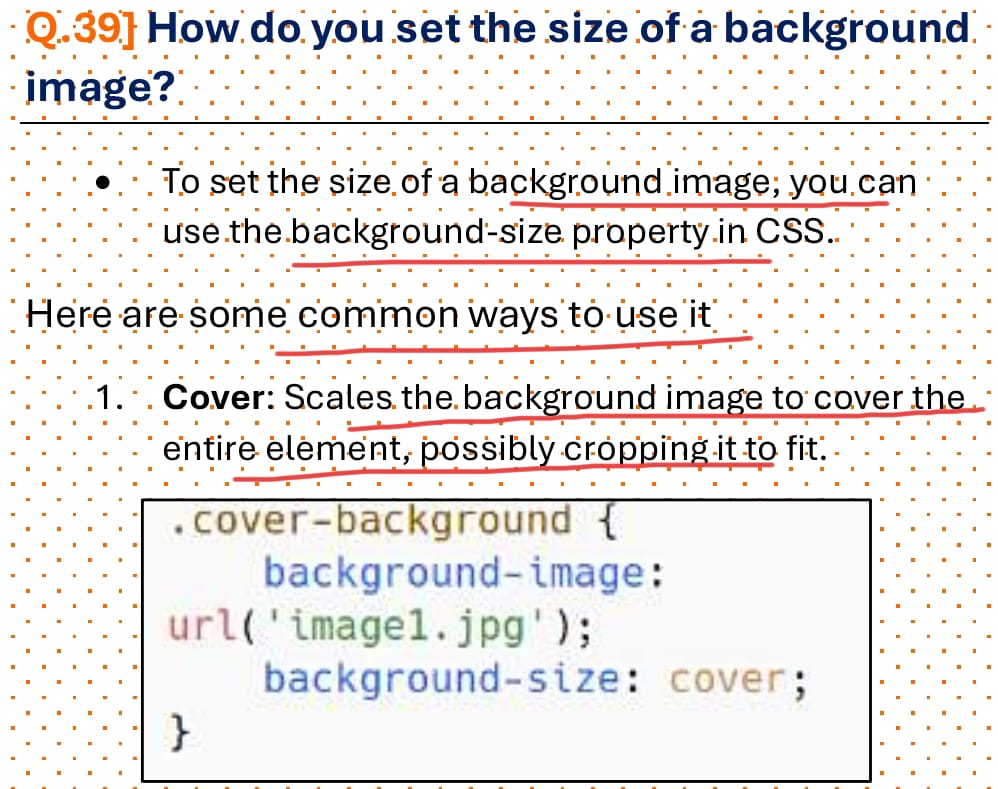 Q.39] How do you set the size of a background
image?
• To set the size of a background image, you can
use the background-size property in CSS.
Here are some common ways to use it
1. Cover: Scales the background image to cover the
entire element, possibly cropping it to fit.
.cover-background {
    background-image:
url('image1.jpg');
    background-size: cover;
}